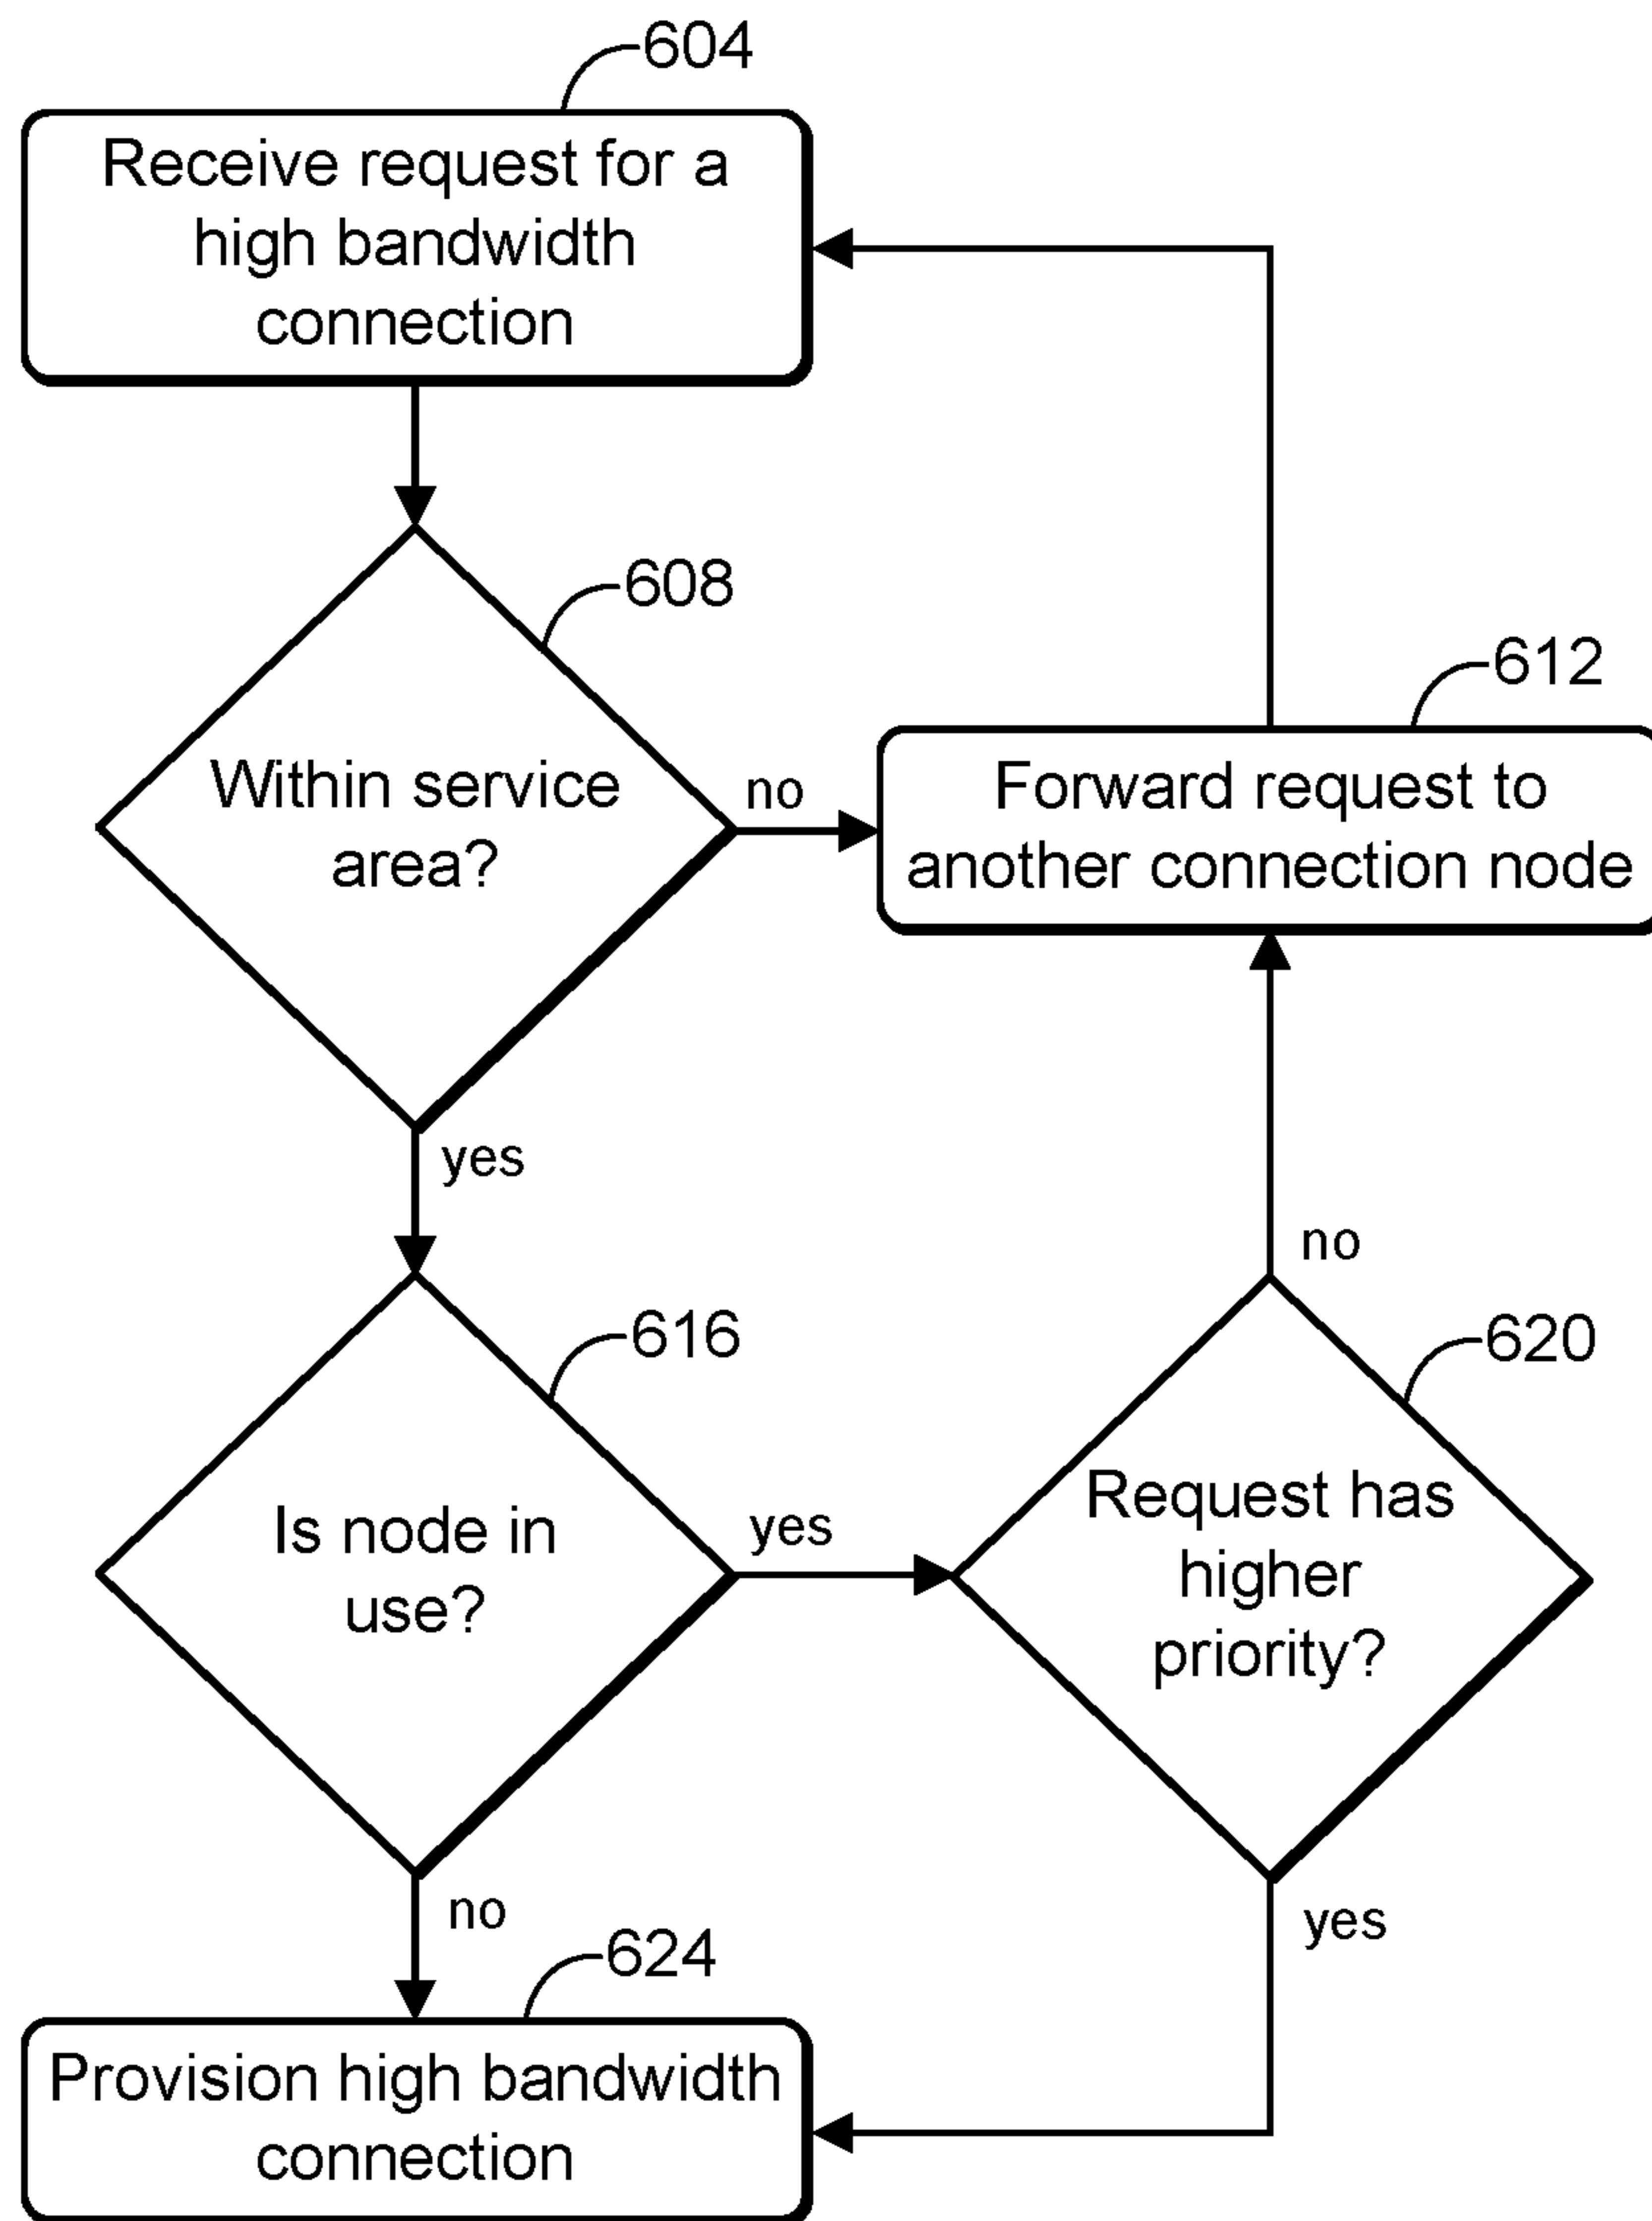 604
Receive request for a
high bandwidth
connection
608
Within service
area?
no
612
Forward request to
another connection node
yes
no
616
620
Is node in
use?
yes
Request has
higher
priority?
no
yes
624
Provision high bandwidth
connection